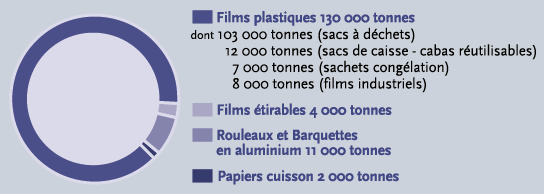 Films plastiques 130 000 tonnes
dont 103 000 tonnes (sacs à déchets)
12 000 tonnes (sacs de caisse - cabas réutilisables)
7 000 tonnes (sachets congélation)
8 000 tonnes (films industriels)
Films étirables 4 000 tonnes
Rouleaux et Barquettes
en aluminium 11 000 tonnes
Papiers cuisson 2 000 tonnes